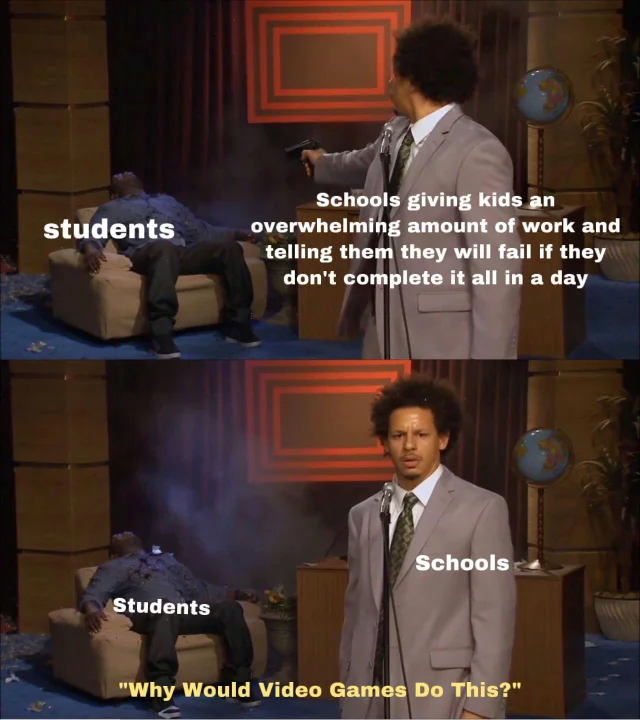 students
Schools giving kids an
overwhelming amount of work and
telling them they will fail if they
don't complete it all in a day
Schools
Students
"Why Would Video Games Do This?"